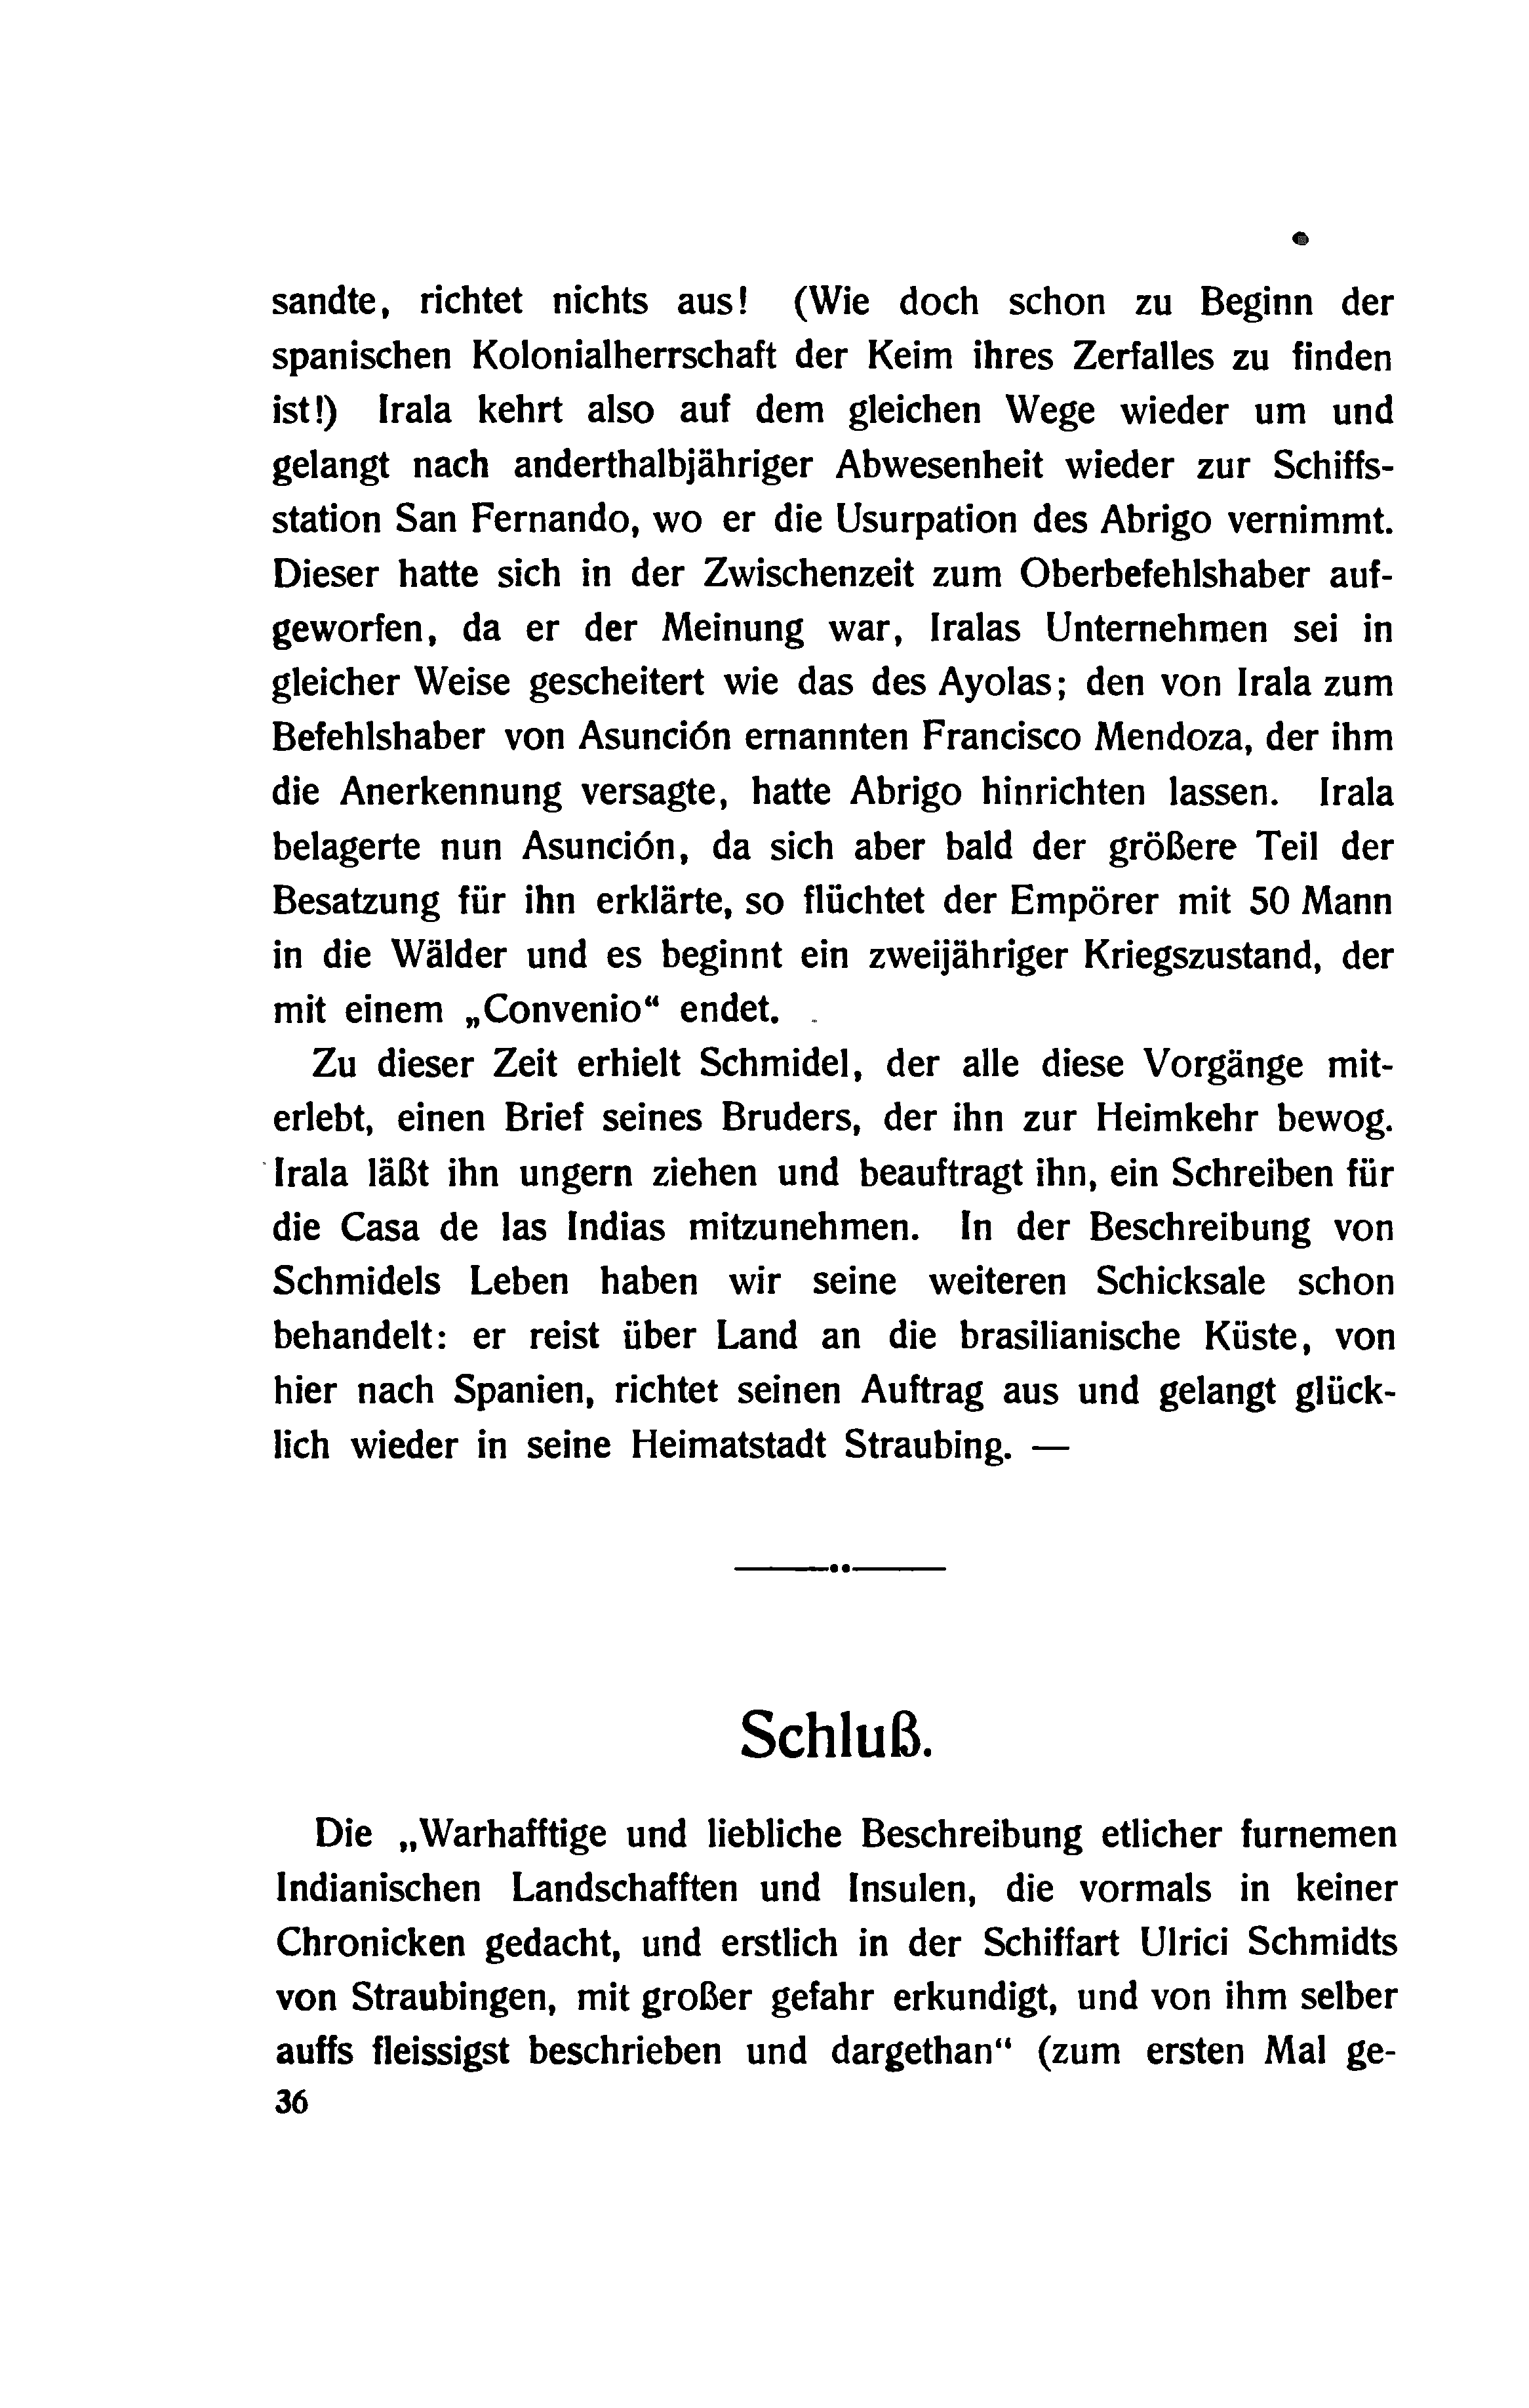 sandte, richtet nichts aus! (Wie doch schon zu Beginn der
spanischen Kolonialherrschaft der Keim ihres Zerfalles zu finden
ist!) Irala kehrt also auf dem gleichen Wege wieder um und
gelangt nach anderthalbjähriger Abwesenheit wieder zur Schiffs-
station San Fernando, wo er die Usurpation des Abrigo vernimmt.
Dieser hatte sich in der Zwischenzeit zum Oberbefehlshaber auf-
geworfen, da er der Meinung war, Iralas Unternehmen sei in
gleicher Weise gescheitert wie das des Ayolas; den von Irala zum
Befehlshaber von Asunción ernannten Francisco Mendoza, der ihm
die Anerkennung versagte, hatte Abrigo hinrichten lassen. Irala
belagerte nun Asunción, da sich aber bald der größere Teil der
Besatzung für ihn erklärte, so flüchtet der Empörer mit 50 Mann
in die Wälder und es beginnt ein zweijähriger Kriegszustand, der
mit einem „Convenio“ endet.
Zu dieser Zeit erhielt Schmidel, der alle diese Vorgänge mit-
erlebt, einen Brief seines Bruders, der ihn zur Heimkehr bewog.
Irala läßt ihn ungern ziehen und beauftragt ihn, ein Schreiben für
die Casa de las Indias mitzunehmen. In der Beschreibung von
Schmidels Leben haben wir seine weiteren Schicksale schon
behandelt: er reist über Land an die brasilianische Küste, von
hier nach Spanien, richtet seinen Auftrag aus und gelangt glück-
lich wieder in seine Heimatstadt Straubing. —
Schluß.
Die „Warhafftige und liebliche Beschreibung etlicher furnemen
Indianischen Landschafften und Insulen, die vormals in keiner
Chronicken gedacht, und erstlich in der Schiffart Ulrici Schmidts
von Straubingen, mit großer gefahr erkundigt, und von ihm selber
auffs fleissigst beschrieben und dargethan“ (zum ersten Mal ge-
36